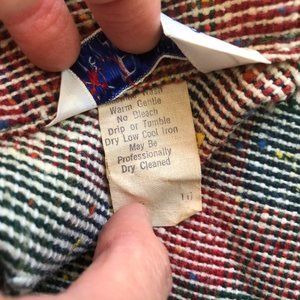 Warm Gentle
No Bleach
Drip or Tumble
Dry Low Cool Iron
May Be
Professionally
Dry Cleaned